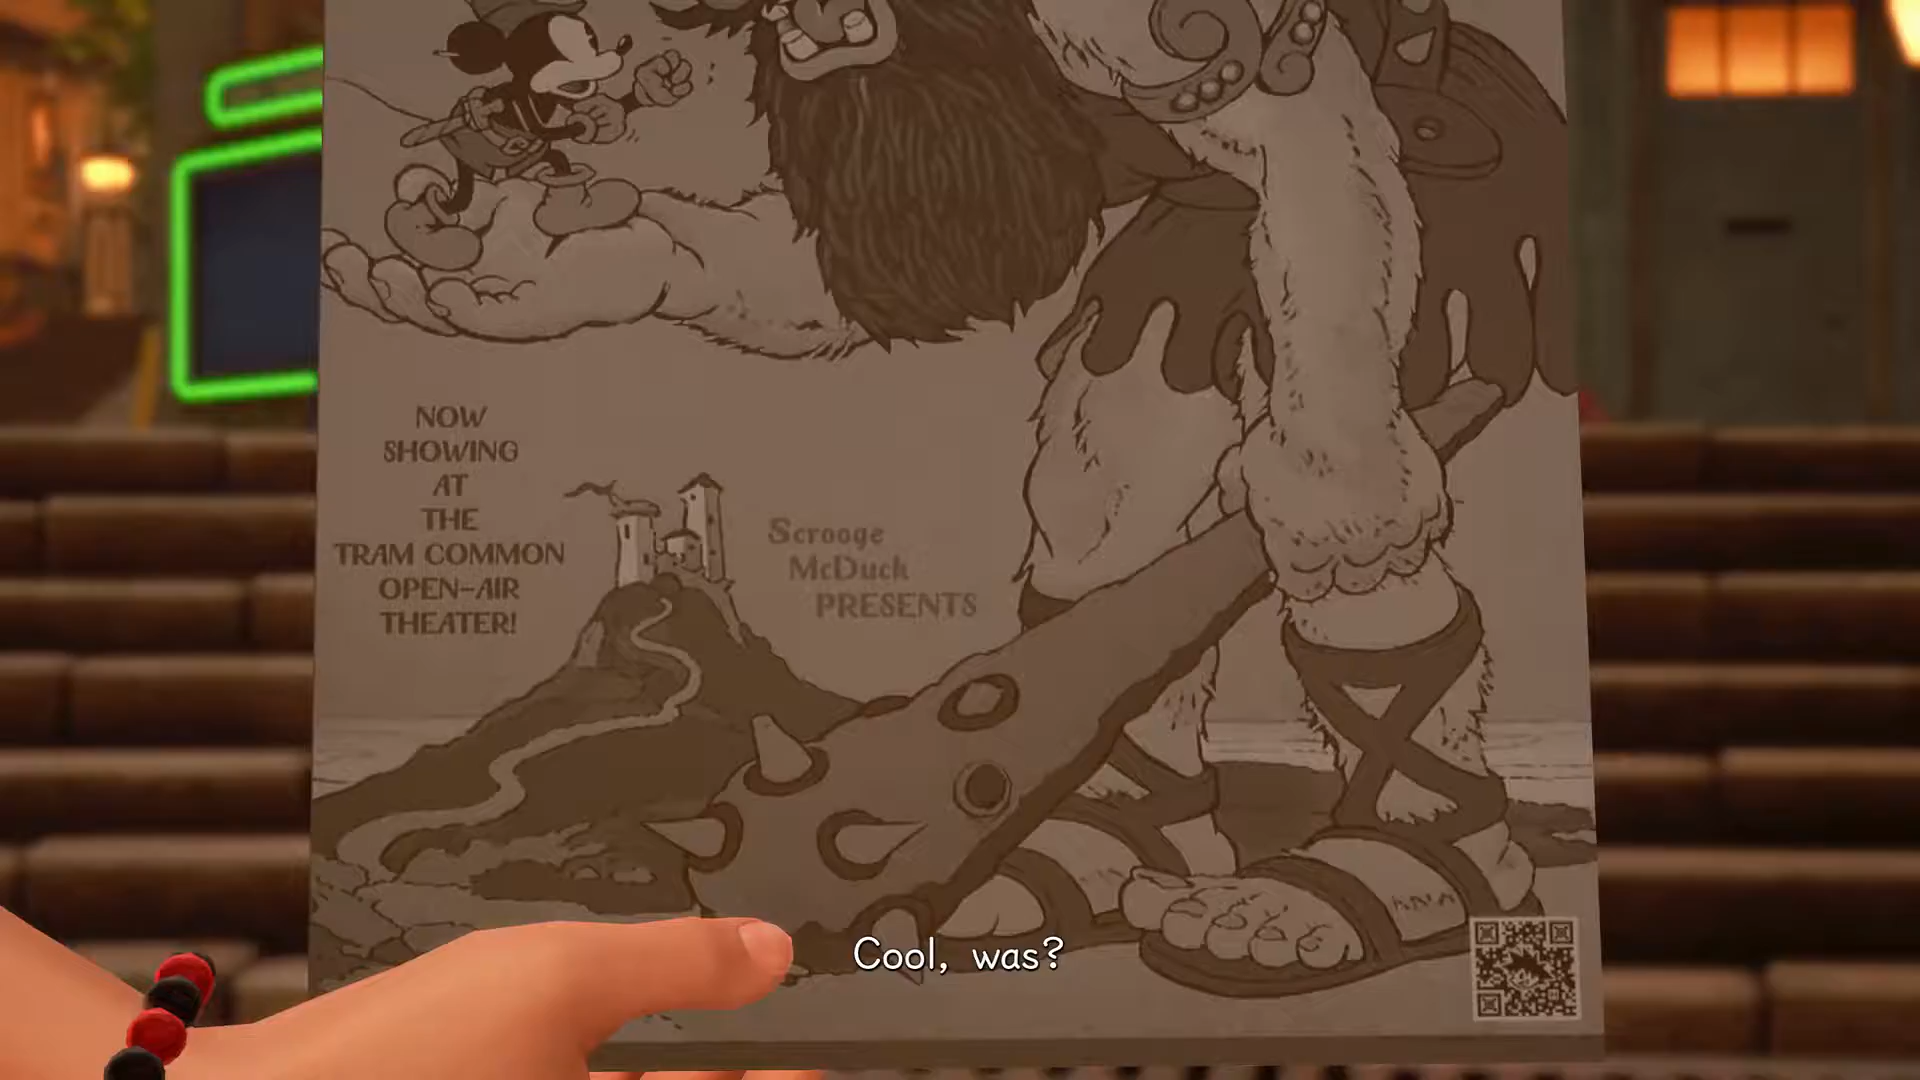 NOW
SHOWING
AT
THE
TRAM COMMON
OPEN-AIR
THEATER!
Scrooge
McDuck
PRESENTS
Cool, was?